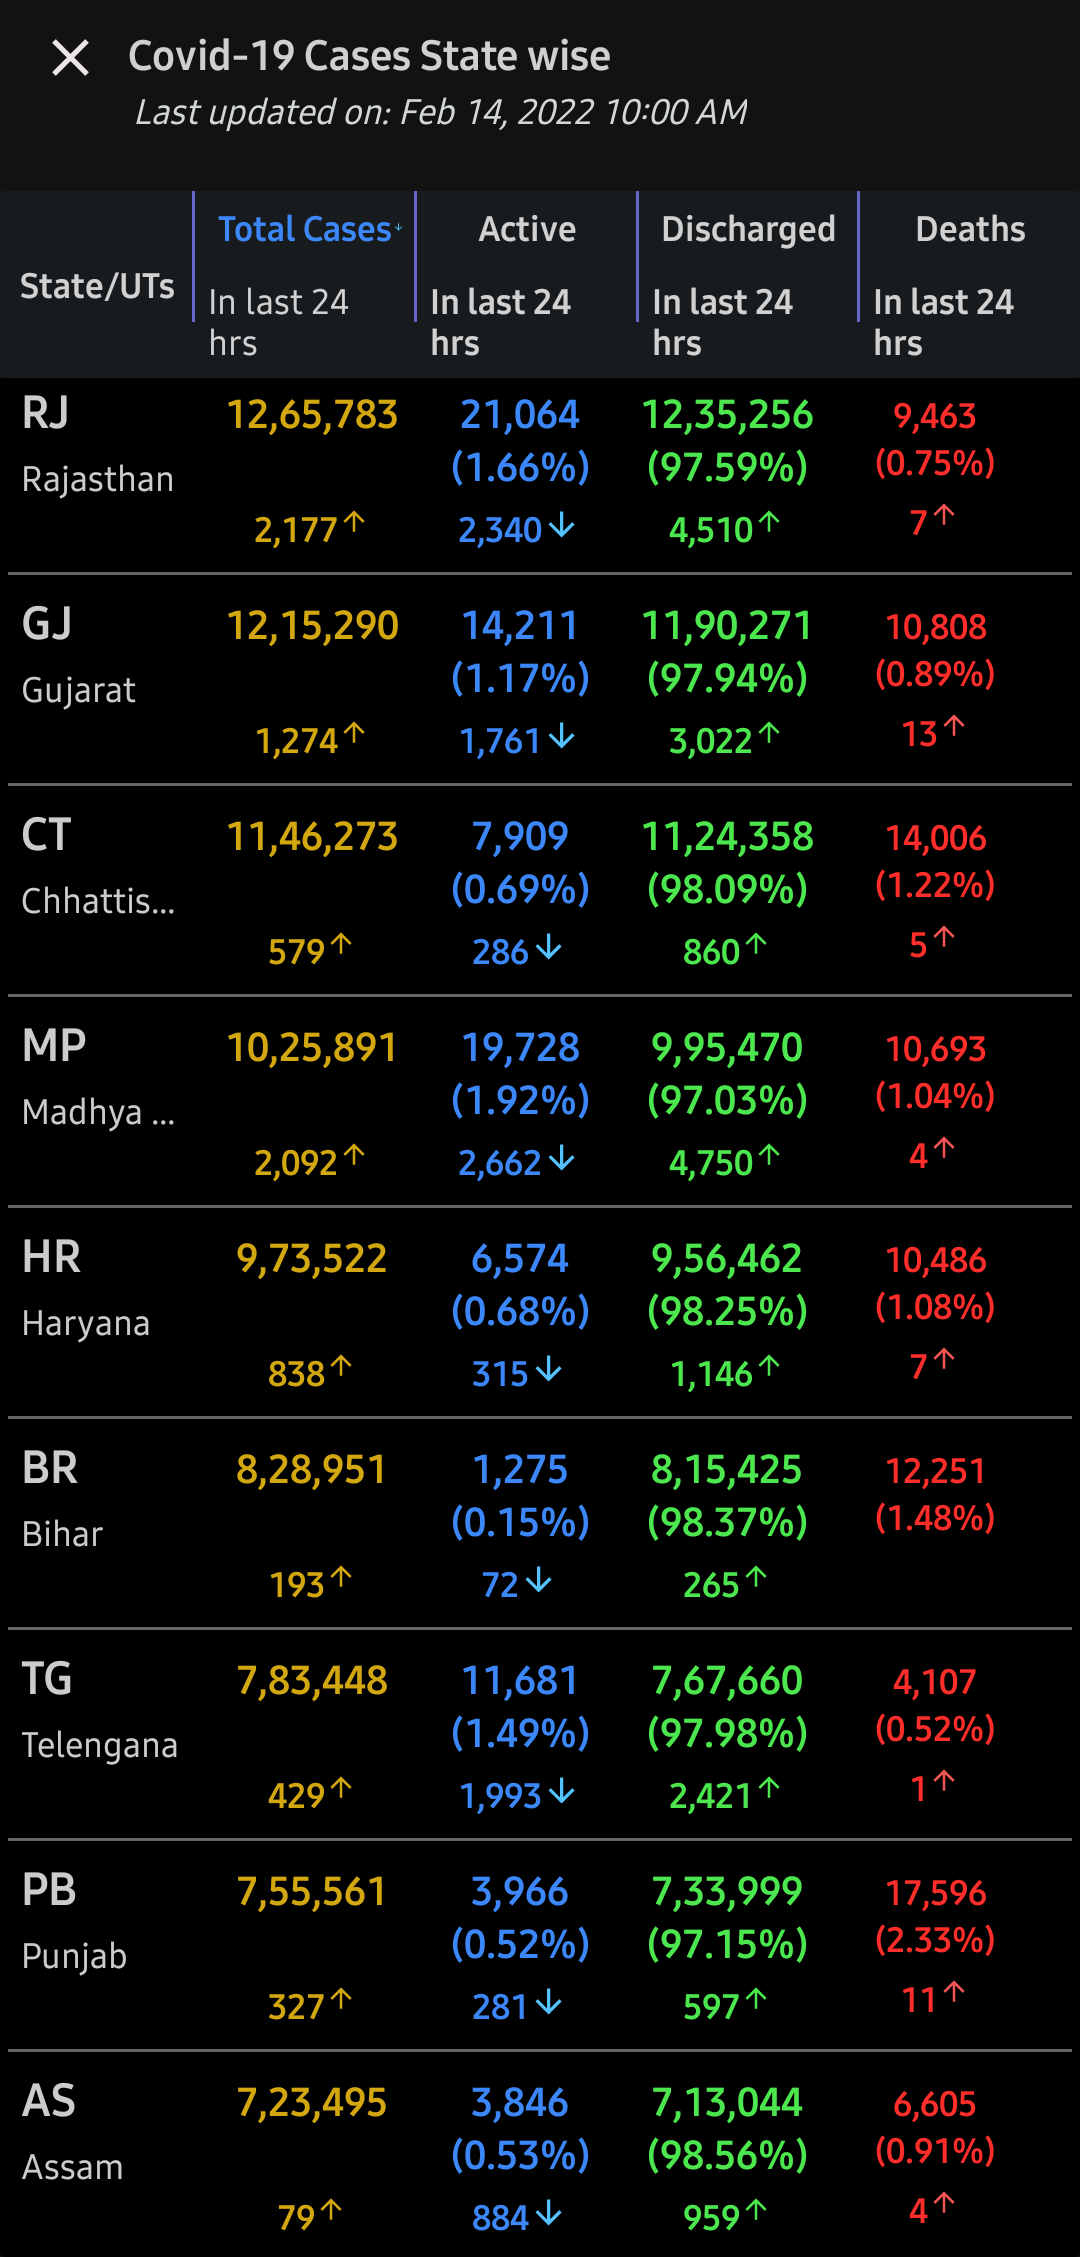 Covid-19 Cases State wise
Last updated on: Feb 14, 2022 10:00 AM
State/UTs Total Cases↓ Active Discharged Deaths
In last 24 hrs In last 24 hrs In last 24 hrs In last 24 hrs
RJ 12,65,783 21,064 12,35,256 9,463
Rajasthan (1.66%) (97.59%) (0.75%)
2,177↑ 2,340↓ 4,510↑ 7↑
GJ 12,15,290 14,211 11,90,271 10,808
Gujarat (1.17%) (97.94%) (0.89%)
1,274↑ 1,761↓ 3,022↑ 13↑
CT 11,46,273 7,909 11,24,358 14,006
Chhattis... (0.69%) (98.09%) (1.22%)
579↑ 286↓ 860↑ 5↑
MP 10,25,891 19,728 9,95,470 10,693
Madhya ... (1.92%) (97.03%) (1.04%)
2,092↑ 2,662↓ 4,750↑ 4↑
HR 9,73,522 6,574 9,56,462 10,486
Haryana (0.68%) (98.25%) (1.08%)
838↑ 315↓ 1,146↑ 7↑
BR 8,28,951 1,275 8,15,425 12,251
Bihar (0.15%) (98.37%) (1.48%)
193↑ 72↓ 265↑
TG 7,83,448 11,681 7,67,660 4,107
Telengana (1.49%) (97.98%) (0.52%)
429↑ 1,993↓ 2,421↑ 1↑
PB 7,55,561 3,966 7,33,999 17,596
Punjab (0.52%) (97.15%) (2.33%)
327↑ 281↓ 597↑ 11↑
AS 7,23,495 3,846 7,13,044 6,605
Assam (0.53%) (98.56%) (0.91%)
79↑ 884↓ 959↑ 4↑